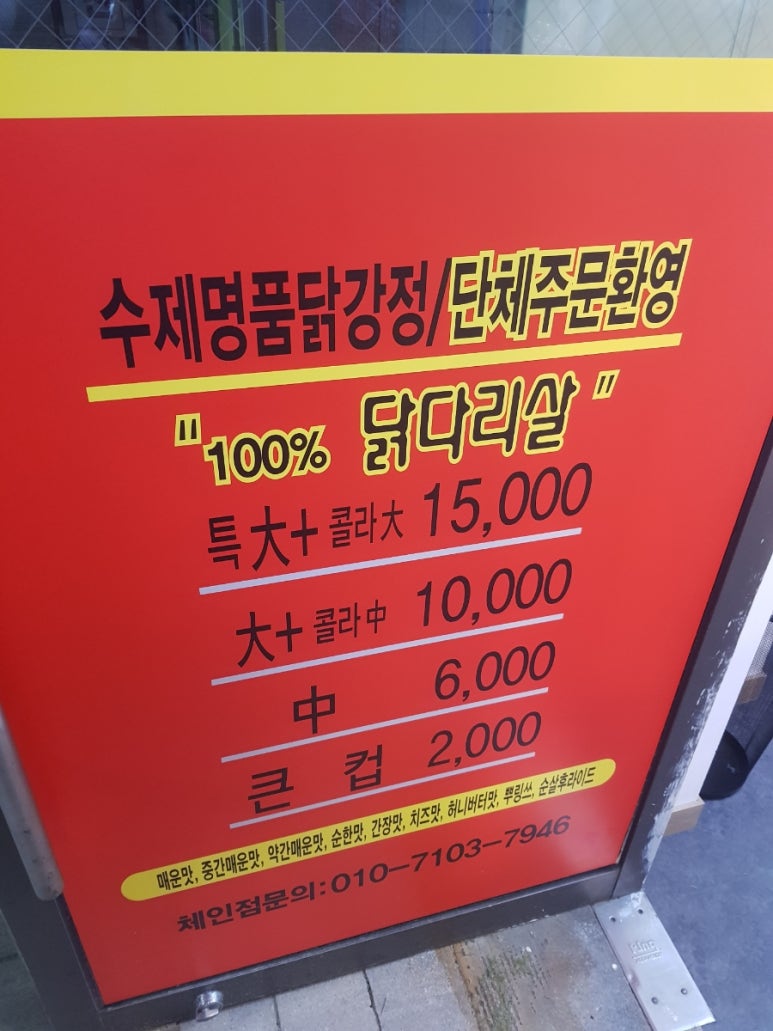 수제명품닭강정/단체주문환영
"100% 닭다리살"
특大+ 콜라大 15,000
大+ 콜라中 10,000
中 6,000
큰 컵 2,000
매운맛, 중간매운맛, 약간매운맛, 순한맛, 간장맛, 치즈맛, 허니버터맛, 뿌링쓰, 순살후라이드
체인점문의:010-7103-7946